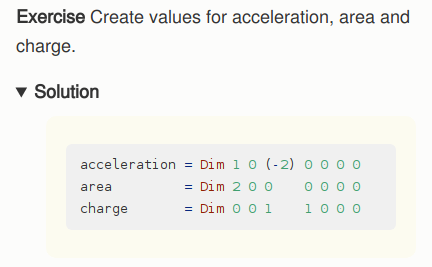 Exercise Create values for acceleration, area and
charge.
▼ Solution
acceleration = Dim 1 0 (-2) 0 0 0 0
area         = Dim 2 0 0    0 0 0 0
charge       = Dim 0 0 1    1 0 0 0